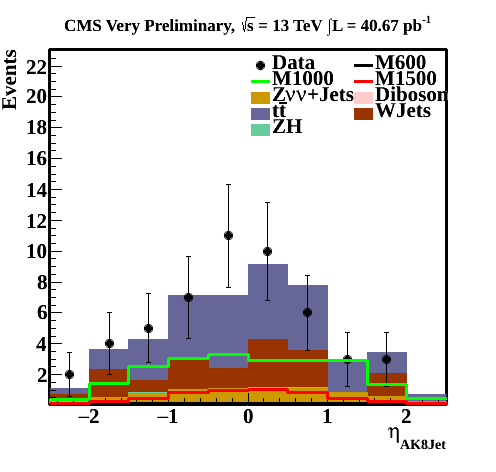 CMS Very Preliminary, √s = 13 TeV ∫L = 40.67 pb⁻¹
Events
Data
M600
M1000
M1500
Zνν+Jets
Diboson
tt̄
WJets
ZH
22
20
18
16
14
12
10
8
6
4
2
−2 −1 0 1 2
η_AK8Jet